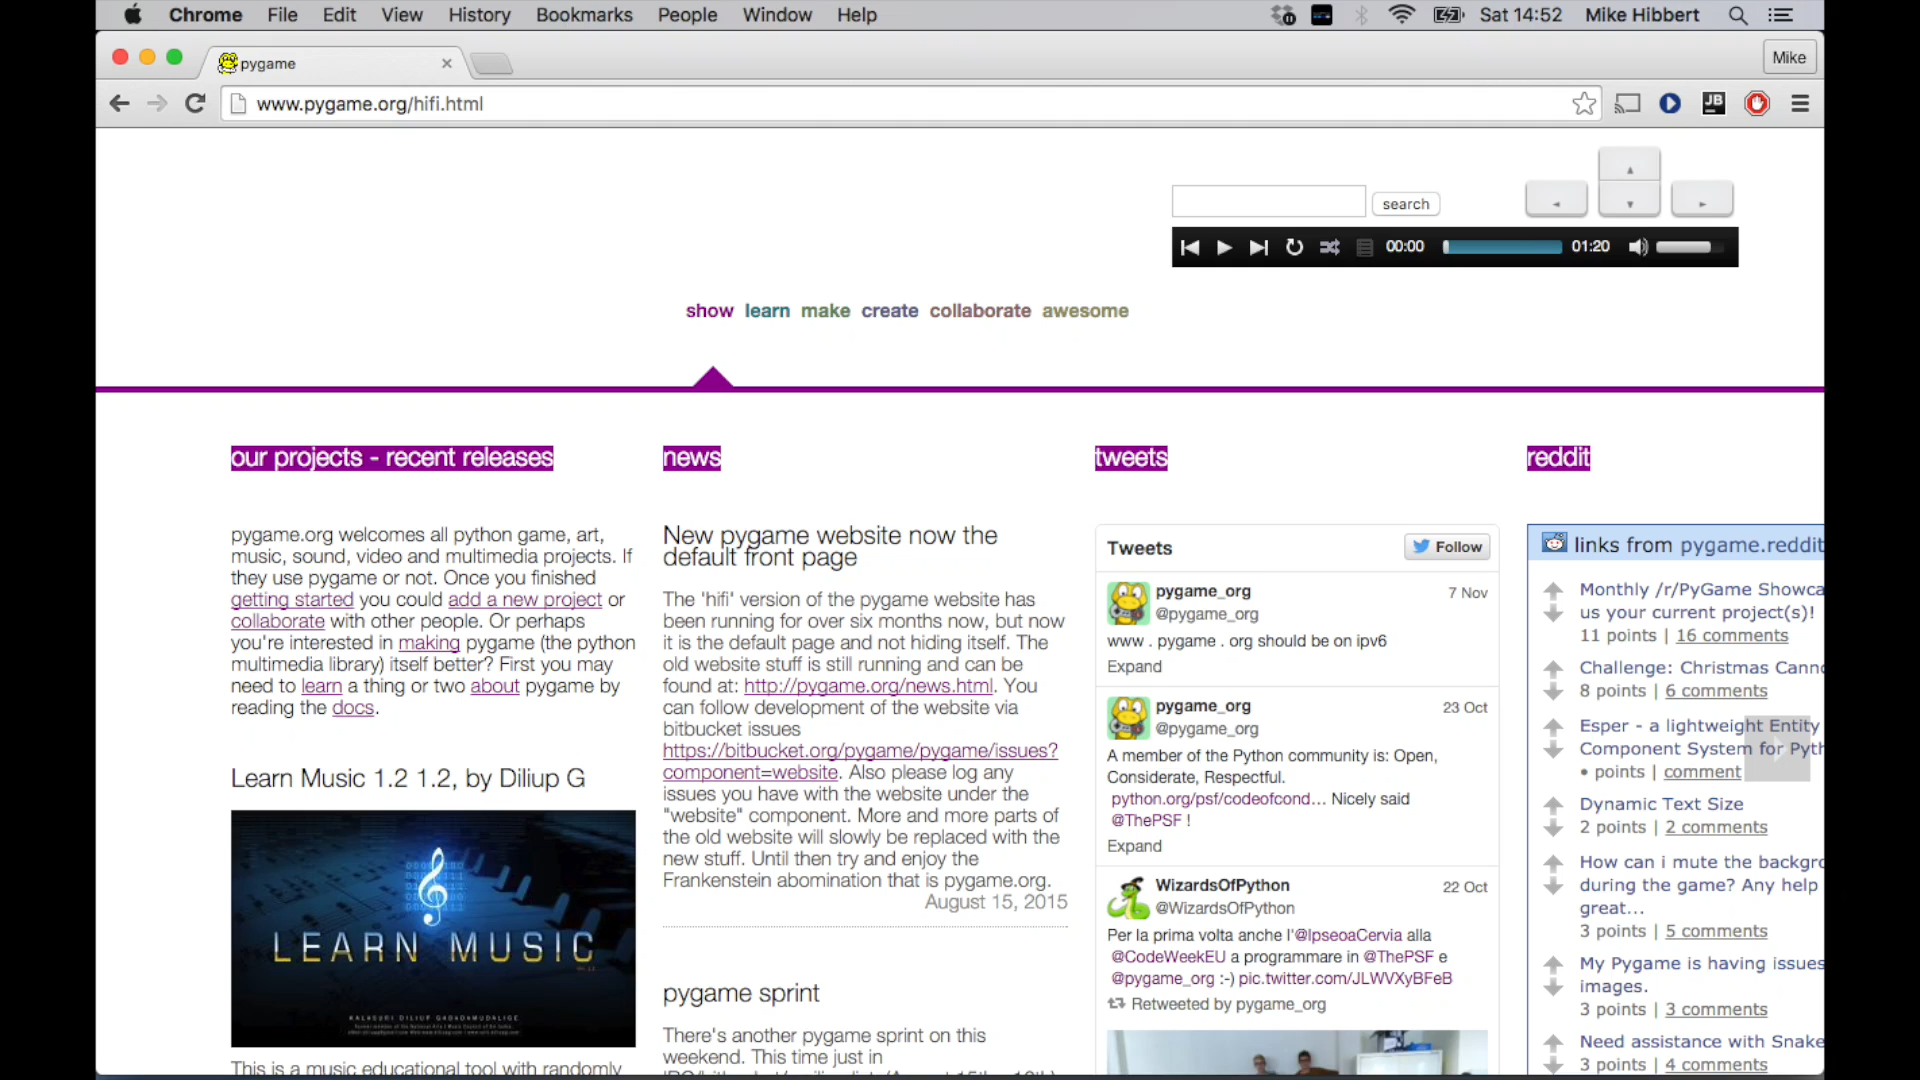 Chrome File Edit View History Bookmarks People Window Help Sat 14:52 Mike Hibbert
pygame Mike
www.pygame.org/hifi.html
search
00:00 01:20
show learn make create collaborate awesome
our projects - recent releases
pygame.org welcomes all python game, art,
music, sound, video and multimedia projects. If
they use pygame or not. Once you finished
getting started you could add a new project or
collaborate with other people. Or perhaps
you're interested in making pygame (the python
multimedia library) itself better? First you may
need to learn a thing or two about pygame by
reading the docs.
Learn Music 1.2 1.2, by Diliup G
LEARN MUSIC
This is a music educational tool with randomly
news
New pygame website now the
default front page
The 'hifi' version of the pygame website has
been running for over six months now, but now
it is the default page and not hiding itself. The
old website stuff is still running and can be
found at: http://pygame.org/news.html. You
can follow development of the website via
bitbucket issues
https://bitbucket.org/pygame/pygame/issues?
component=website. Also please log any
issues you have with the website under the
"website" component. More and more parts of
the old website will slowly be replaced with the
new stuff. Until then try and enjoy the
Frankenstein abomination that is pygame.org.
August 15, 2015
pygame sprint
There's another pygame sprint on this
weekend. This time just in
tweets
Tweets Follow
pygame_org 7 Nov
@pygame_org
www . pygame . org should be on ipv6
Expand
pygame_org 23 Oct
@pygame_org
A member of the Python community is: Open,
Considerate, Respectful.
python.org/psf/codeofcond… Nicely said
@ThePSF !
Expand
WizardsOfPython 22 Oct
@WizardsOfPython
Per la prima volta anche l'@IpseoaCervia alla
@CodeWeekEU a programmare in @ThePSF e
@pygame_org :-) pic.twitter.com/JLWVXyBFeB
Retweeted by pygame_org
reddit
links from pygame.reddit
Monthly /r/PyGame Showca
us your current project(s)!
11 points | 16 comments
Challenge: Christmas Canno
8 points | 6 comments
Esper - a lightweight Entity
Component System for Pyth
• points | comment
Dynamic Text Size
2 points | 2 comments
How can i mute the backgro
during the game? Any help
great...
3 points | 5 comments
My Pygame is having issues
images.
3 points | 3 comments
Need assistance with Snake
3 points | 4 comments